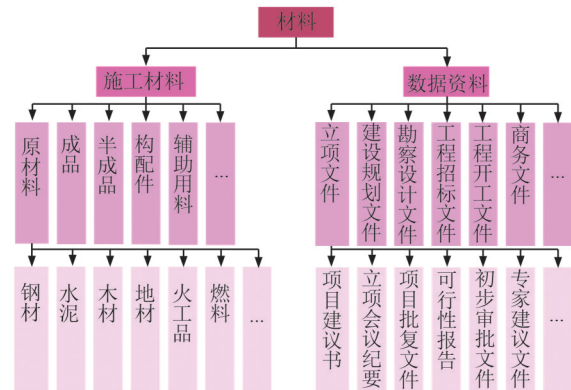 材料
施工材料
数据资料
原材料
成品
半成品
构配件
辅助用料
...
立项文件
建设规划文件
勘察设计文件
工程招标文件
工程开工文件
商务文件
...
钢材
水泥
木材
地材
火工品
燃料
...
项目建议书
立项会议纪要
项目批复文件
可行性报告
初步审批文件
专家建议文件
...